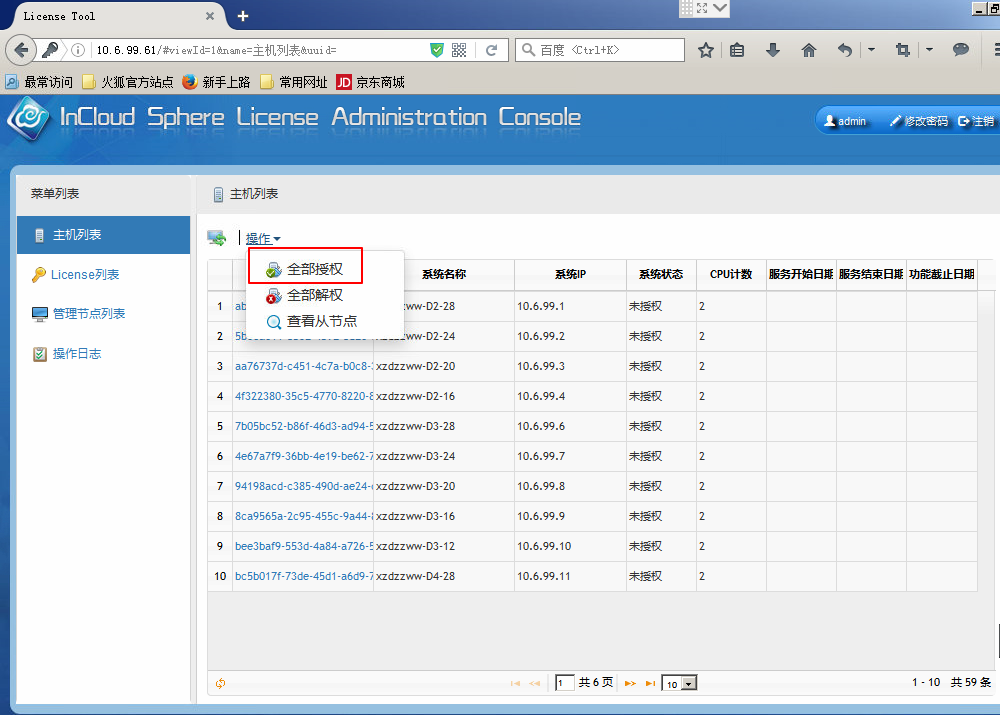 License Tool
10.6.99.61/#viewId=1&name=主机列表&uuid=
百度 <Ctrl+K>
最常访问 火狐官方站点 新手上路 常用网址 JD 京东商城
InCloud Sphere License Administration Console
admin 修改密码 注销
菜单列表
主机列表
License列表
管理节点列表
操作日志
主机列表
操作
全部授权
全部解权
查看从节点
系统名称 系统IP 系统状态 CPU计数 服务开始日期 服务结束日期 功能截止日期
1 ab xzdzzww-D2-28 10.6.99.1 未授权 2
2 xzdzzww-D2-24 10.6.99.2 未授权 2
3 aa76737d-c451-4c7a-b0c8- xzdzzww-D2-20 10.6.99.3 未授权 2
4 4f322380-35c5-4770-8220-8 xzdzzww-D2-16 10.6.99.4 未授权 2
5 7b05bc52-b86f-46d3-ad94-5 xzdzzww-D3-28 10.6.99.6 未授权 2
6 4e67a7f9-36bb-4e19-be62-7 xzdzzww-D3-24 10.6.99.7 未授权 2
7 94198acd-c385-490d-ae24- xzdzzww-D3-20 10.6.99.8 未授权 2
8 8ca9565a-2c95-455c-9a44- xzdzzww-D3-16 10.6.99.9 未授权 2
9 bee3baf9-553d-4a84-a726-5 xzdzzww-D3-12 10.6.99.10 未授权 2
10 bc5b017f-73de-45d1-a6d9-7 xzdzzww-D4-28 10.6.99.11 未授权 2
1 共 6 页 10 1 - 10 共 59 条